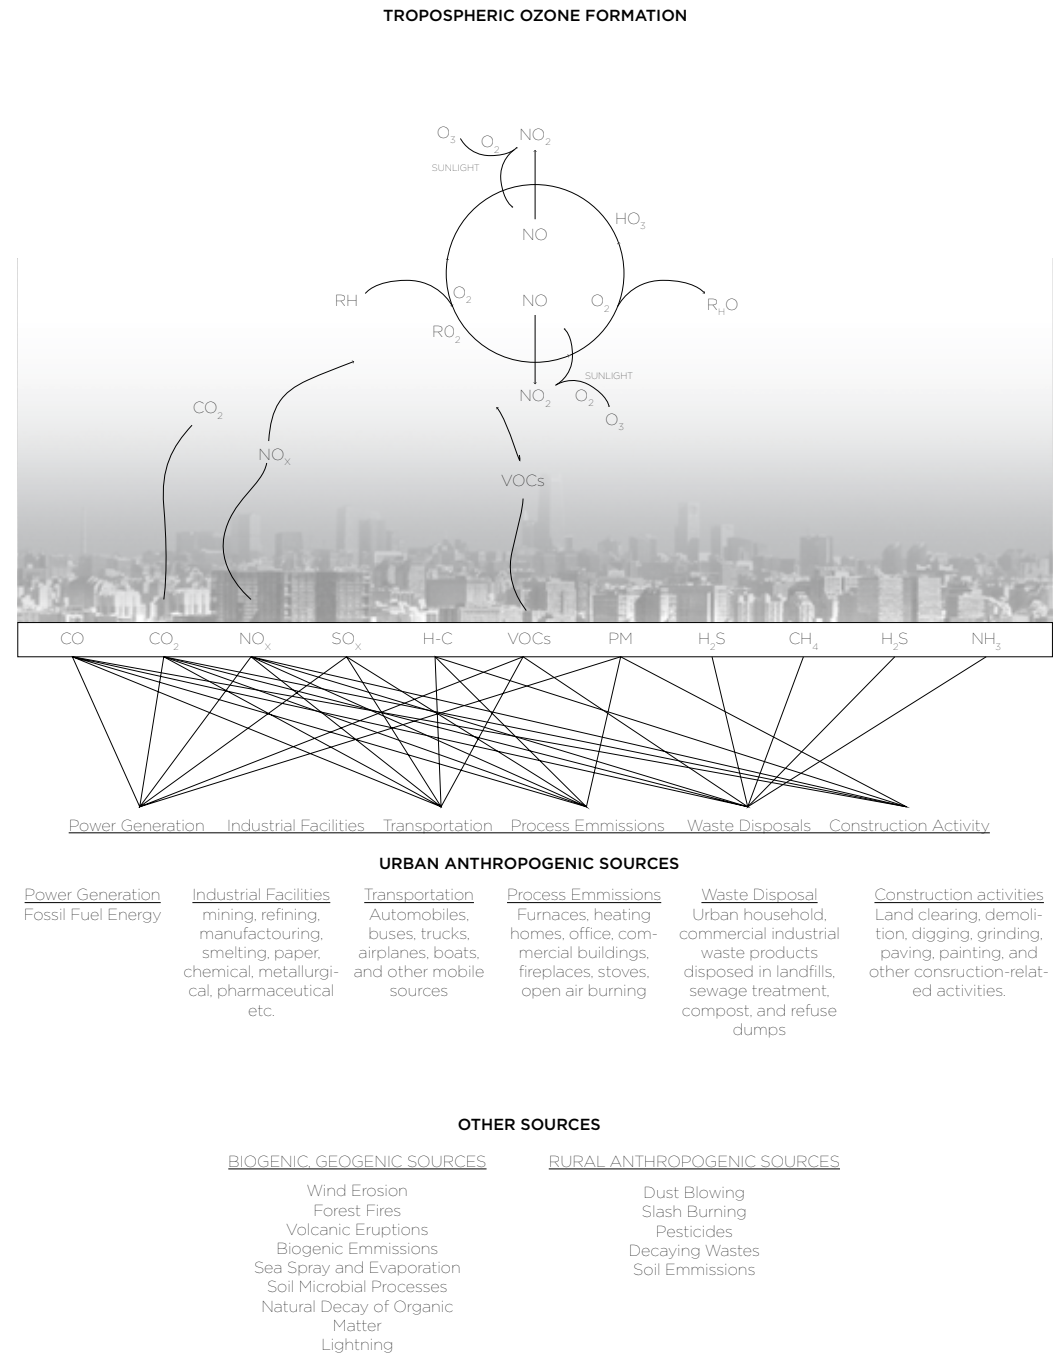 TROPOSPHERIC OZONE FORMATION
O₃ O₂ NO₂
SUNLIGHT
HO₃
NO
RH O₂ NO O₂ RHO
RO₂
SUNLIGHT
NO₂ O₂
O₃
CO₂
NOX
VOCs
CO CO₂ NOX SOX H-C VOCs PM H₂S CH₄ H₂S NH₃
Power Generation Industrial Facilities Transportation Process Emmissions Waste Disposals Construction Activity
URBAN ANTHROPOGENIC SOURCES
Power Generation
Fossil Fuel Energy
Industrial Facilities
mining, refining,
manufactouring,
smelting, paper,
chemical, metallurgi-
cal, pharmaceutical
etc.
Transportation
Automobiles,
buses, trucks,
airplanes, boats,
and other mobile
sources
Process Emmissions
Furnaces, heating
homes, office, com-
mercial buildings,
fireplaces, stoves,
open air burning
Waste Disposal
Urban household,
commercial industrial
waste products
disposed in landfills,
sewage treatment,
compost, and refuse
dumps
Construction activities
Land clearing, demoli-
tion, digging, grinding,
paving, painting, and
other consruction-relat-
ed activities.
OTHER SOURCES
BIOGENIC, GEOGENIC SOURCES
Wind Erosion
Forest Fires
Volcanic Eruptions
Biogenic Emmissions
Sea Spray and Evaporation
Soil Microbial Processes
Natural Decay of Organic
Matter
Lightning
RURAL ANTHROPOGENIC SOURCES
Dust Blowing
Slash Burning
Pesticides
Decaying Wastes
Soil Emmissions